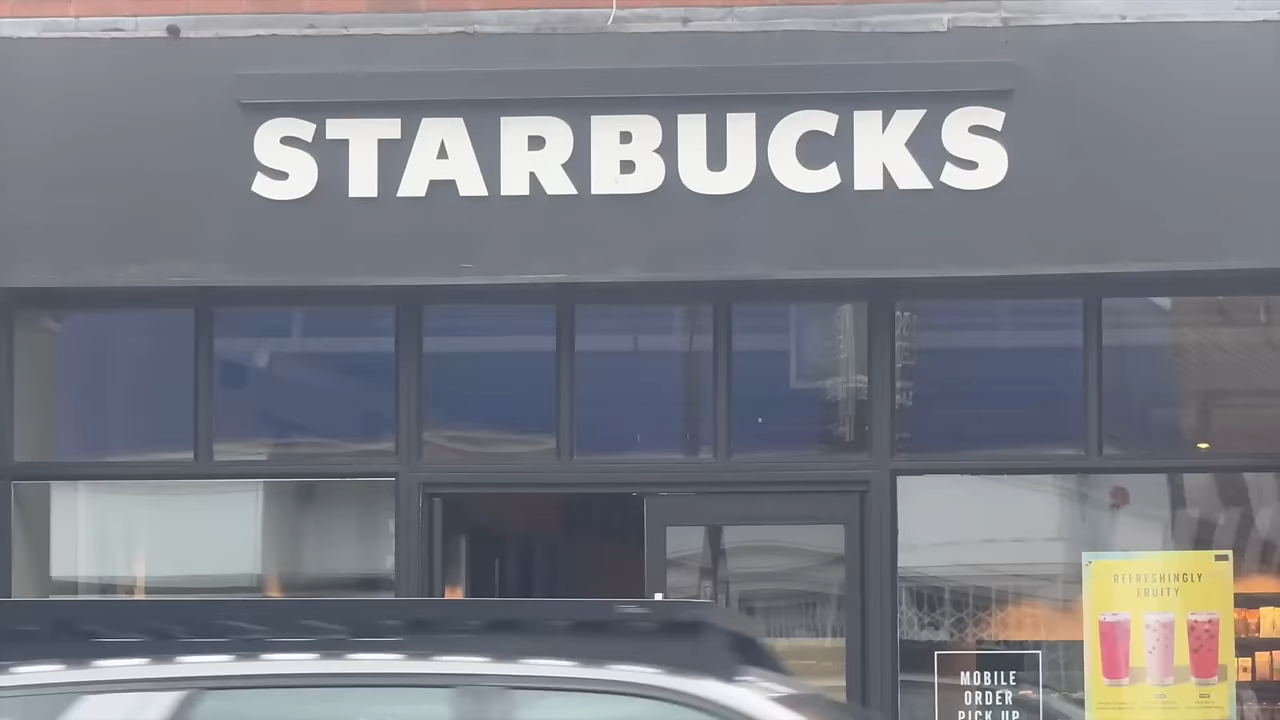 STARBUCKS
REFRESHINGLY
FRUITY
MOBILE
ORDER
PICK UP